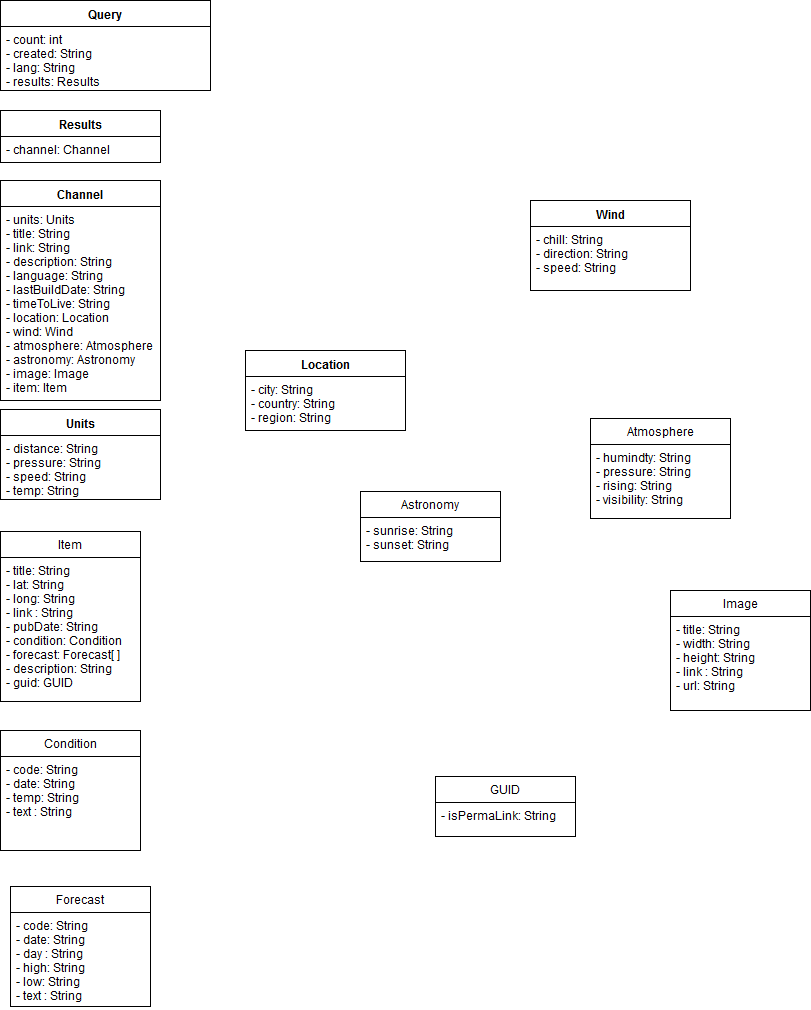 Query
- count: int
- created: String
- lang: String
- results: Results
Results
- channel: Channel
Channel
- units: Units
- title: String
- link: String
- description: String
- language: String
- lastBuildDate: String
- timeToLive: String
- location: Location
- wind: Wind
- atmosphere: Atmosphere
- astronomy: Astronomy
- image: Image
- item: Item
Wind
- chill: String
- direction: String
- speed: String
Location
- city: String
- country: String
- region: String
Units
- distance: String
- pressure: String
- speed: String
- temp: String
Atmosphere
- humindty: String
- pressure: String
- rising: String
- visibility: String
Astronomy
- sunrise: String
- sunset: String
Item
- title: String
- lat: String
- long: String
- link : String
- pubDate: String
- condition: Condition
- forecast: Forecast[ ]
- description: String
- guid: GUID
Image
- title: String
- width: String
- height: String
- link : String
- url: String
Condition
- code: String
- date: String
- temp: String
- text : String
GUID
- isPermaLink: String
Forecast
- code: String
- date: String
- day : String
- high: String
- low: String
- text : String